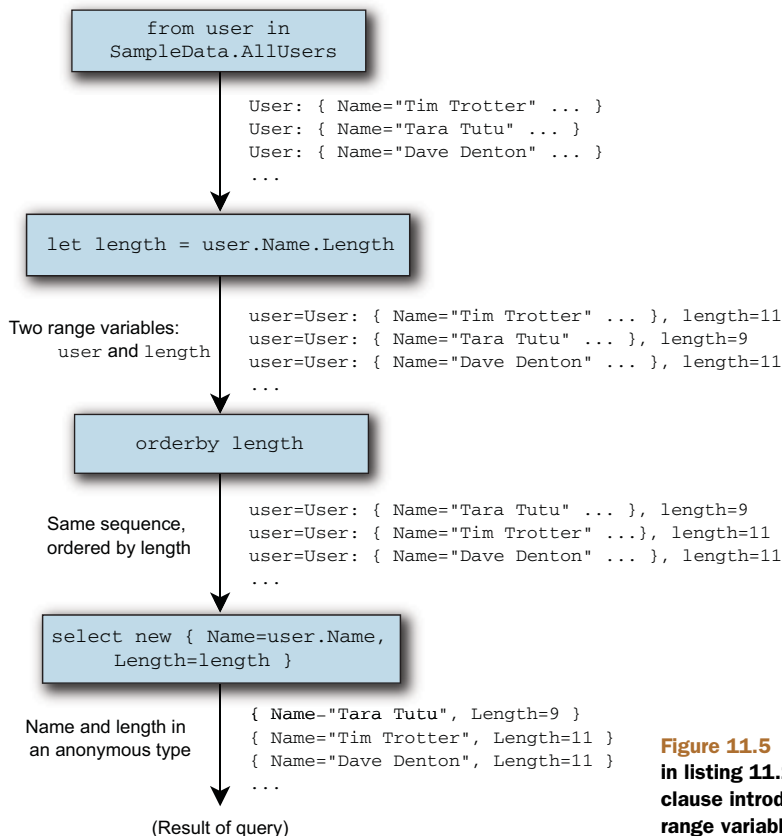 from user in
SampleData.AllUsers
User: { Name="Tim Trotter" ... }
User: { Name="Tara Tutu" ... }
User: { Name="Dave Denton" ... }
...
let length = user.Name.Length
Two range variables:
user and length
user=User: { Name="Tim Trotter" ... }, length=11
user=User: { Name="Tara Tutu" ... }, length=9
user=User: { Name="Dave Denton" ... }, length=11
...
orderby length
Same sequence,
ordered by length
user=User: { Name="Tara Tutu" ... }, length=9
user=User: { Name="Tim Trotter" ...}, length=11
user=User: { Name="Dave Denton" ... }, length=11
...
select new { Name=user.Name,
Length=length }
Name and length in
an anonymous type
{ Name="Tara Tutu", Length=9 }
{ Name="Tim Trotter", Length=11 }
{ Name="Dave Denton", Length=11 }
...
(Result of query)
Figure 11.5
in listing 11.
clause introd
range variabl